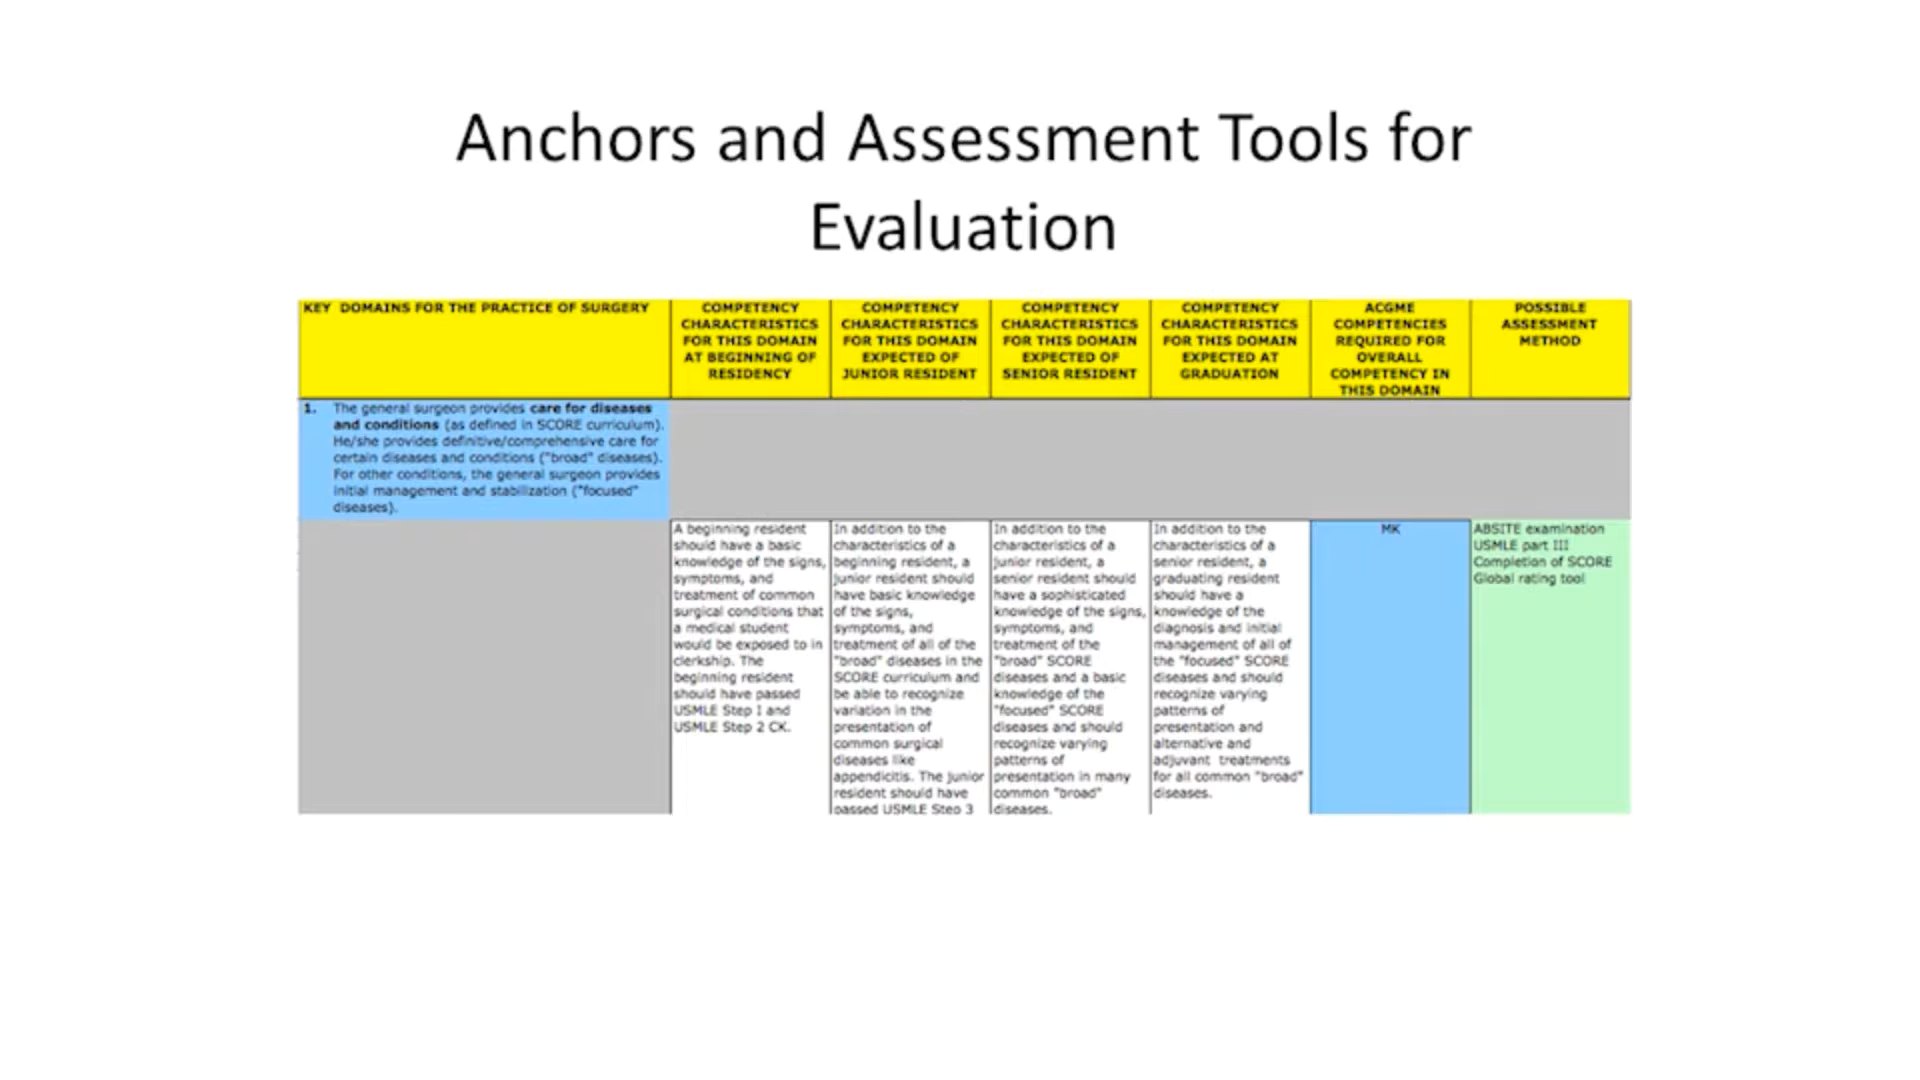 Anchors and Assessment Tools for
Evaluation
KEY DOMAINS FOR THE PRACTICE OF SURGERY
COMPETENCY
CHARACTERISTICS
FOR THIS DOMAIN
AT BEGINNING OF
RESIDENCY
COMPETENCY
CHARACTERISTICS
FOR THIS DOMAIN
EXPECTED OF
JUNIOR RESIDENT
COMPETENCY
CHARACTERISTICS
FOR THIS DOMAIN
EXPECTED OF
SENIOR RESIDENT
COMPETENCY
CHARACTERISTICS
FOR THIS DOMAIN
EXPECTED AT
GRADUATION
ACGME
COMPETENCIES
REQUIRED FOR
OVERALL
COMPETENCY IN
THIS DOMAIN
POSSIBLE
ASSESSMENT
METHOD
1. The general surgeon provides care for diseases
and conditions (as defined in SCORE curriculum).
He/she provides definitive/comprehensive care for
certain diseases and conditions ("broad" diseases).
For other conditions, the general surgeon provides
initial management and stabilization ("focused"
diseases).
A beginning resident
should have a basic
knowledge of the signs,
symptoms, and
treatment of common
surgical conditions that
a medical student
would be exposed to in
clerkship. The
beginning resident
should have passed
USMLE Step I and
USMLE Step 2 CK.
In addition to the
characteristics of a
beginning resident, a
junior resident should
have basic knowledge
of the signs,
symptoms, and
treatment of all of the
"broad" diseases in the
SCORE curriculum and
be able to recognize
variation in the
presentation of
common surgical
diseases like
appendicitis. The junior
resident should have
passed USMLE Step 3
In addition to the
characteristics of a
junior resident, a
senior resident should
have a sophisticated
knowledge of the signs,
symptoms, and
treatment of the
"broad" SCORE
diseases and a basic
knowledge of the
"focused" SCORE
diseases and should
recognize varying
patterns of
presentation in many
common "broad"
diseases.
In addition to the
characteristics of a
senior resident, a
graduating resident
should have a
knowledge of the
diagnosis and initial
management of all of
the "focused" SCORE
diseases and should
recognize varying
patterns of
presentation and
alternative and
adjuvant treatments
for all common "broad"
diseases.
MK
ABSITE examination
USMLE part III
Completion of SCORE
Global rating tool